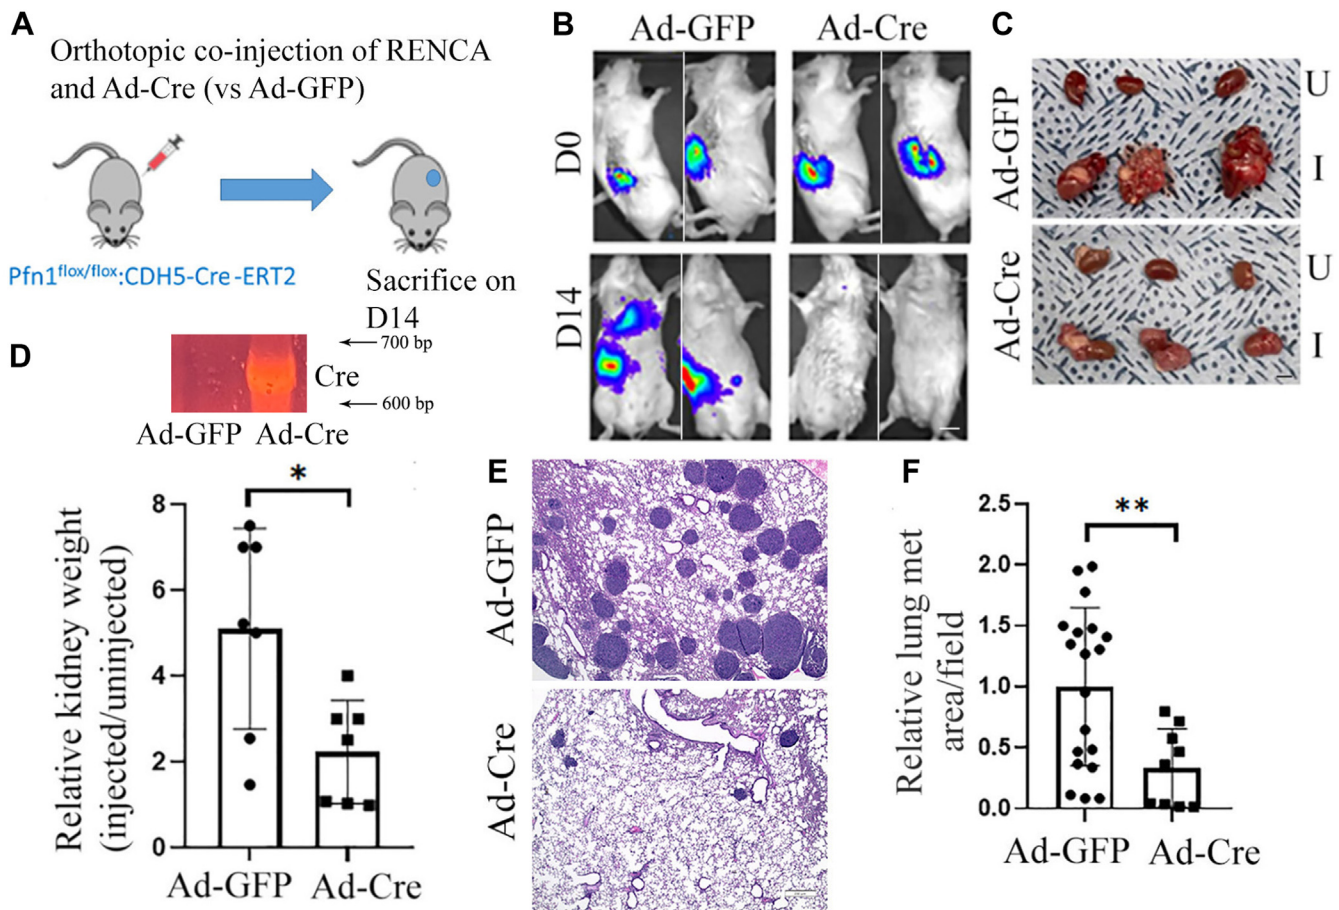 A
Orthotopic co-injection of RENCA
and Ad-Cre (vs Ad-GFP)
Pfn1flox/flox:CDH5-Cre-ERT2
Sacrifice on
D14
B
Ad-GFP Ad-Cre
D0
D14
C
Ad-GFP
U
I
Ad-Cre
U
I
D
700 bp
Cre
600 bp
Ad-GFP Ad-Cre
Relative kidney weight
(injected/uninjected)
8
6
4
2
0
*
Ad-GFP Ad-Cre
E
Ad-GFP
Ad-Cre
F
Relative lung met
area/field
2.5
2.0
1.5
1.0
0.5
0.0
**
Ad-GFP Ad-Cre